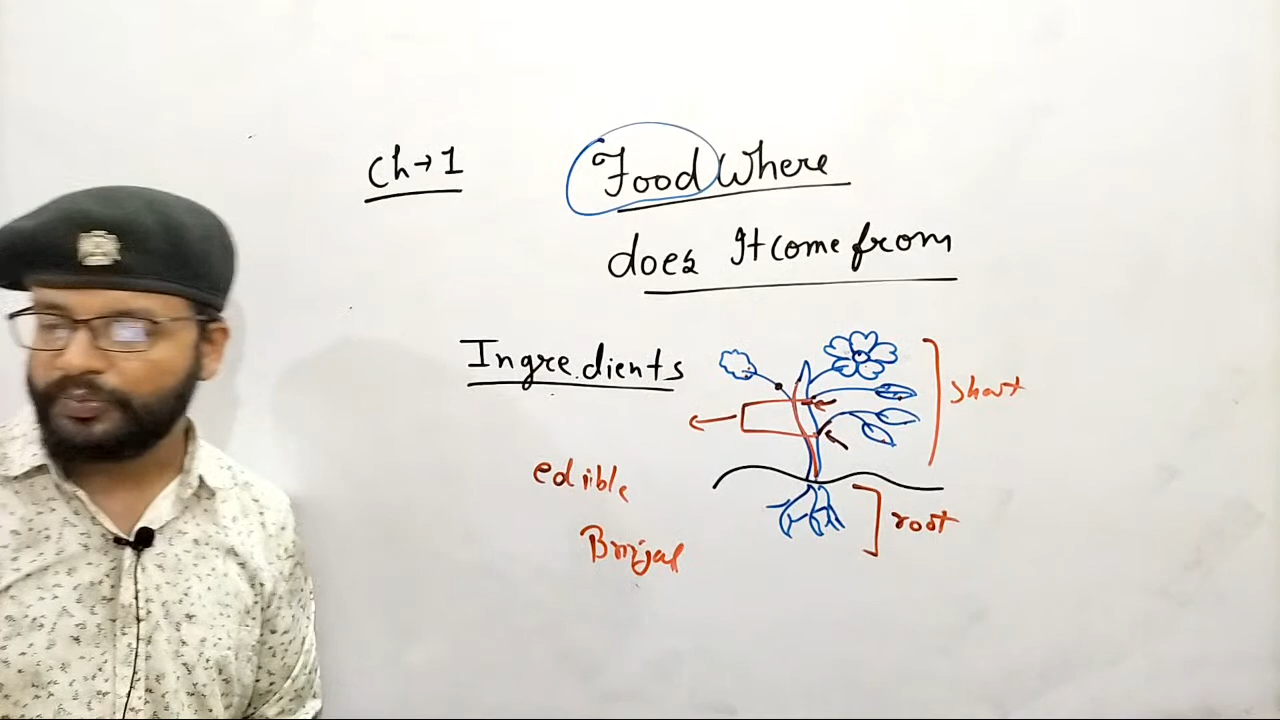 Ch→1
Food Where
does It come from
Ingredients
shoot
edible
root
Brinjal